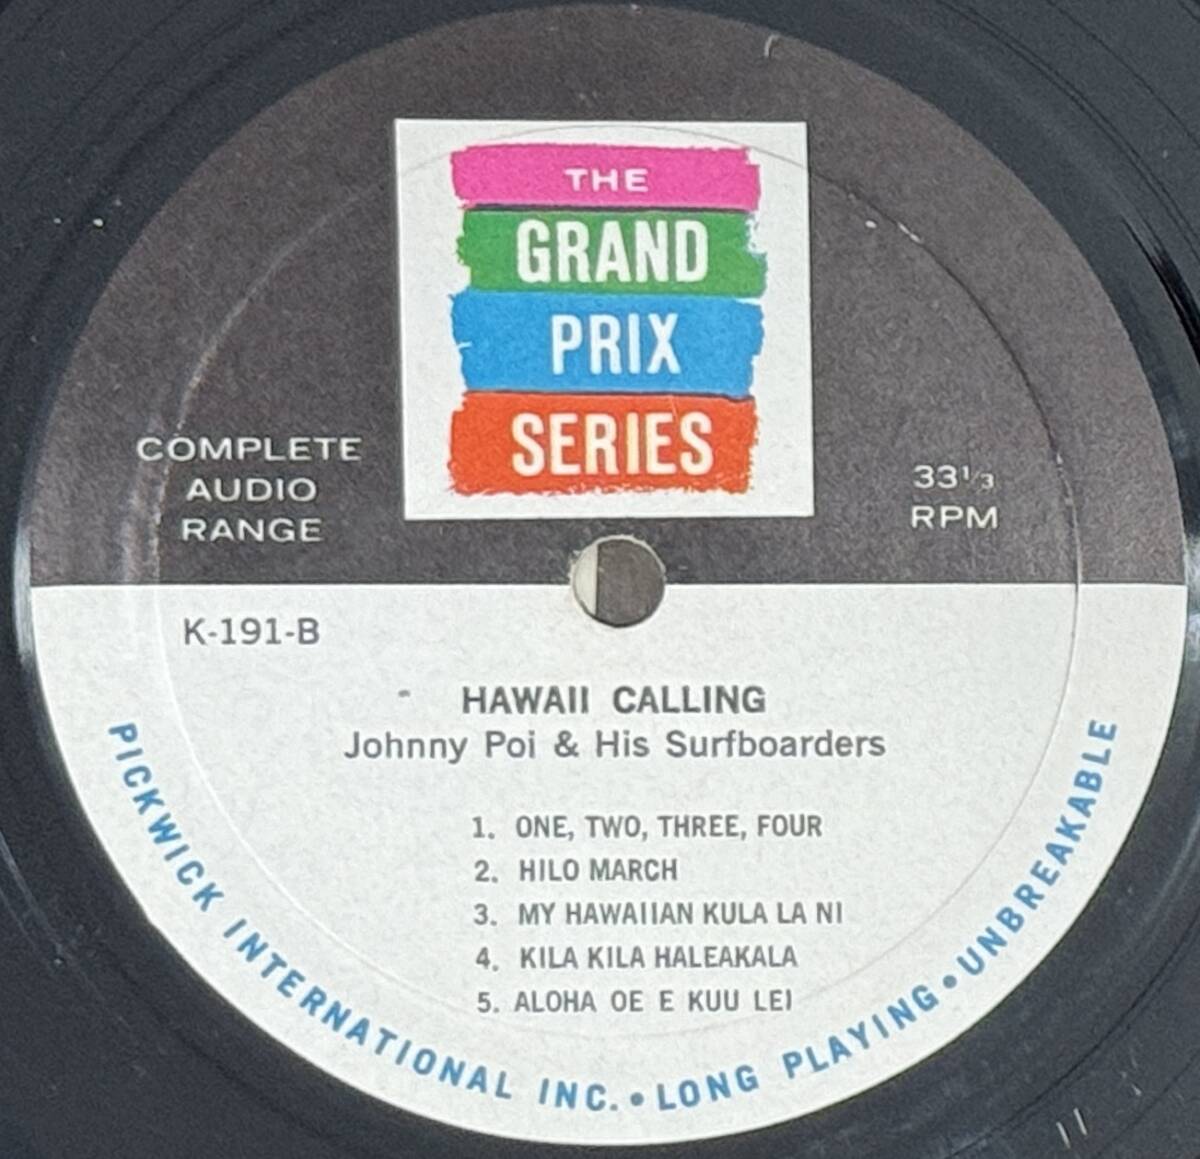 THE
GRAND
PRIX
SERIES
COMPLETE
AUDIO
RANGE
33 1/3
RPM
K-191-B
HAWAII CALLING
Johnny Poi & His Surfboarders
1. ONE, TWO, THREE, FOUR
2. HILO MARCH
3. MY HAWAIIAN KULA LA NI
4. KILA KILA HALEAKALA
5. ALOHA OE E KUU LEI
PICKWICK INTERNATIONAL INC. • LONG PLAYING • UNBREAKABLE